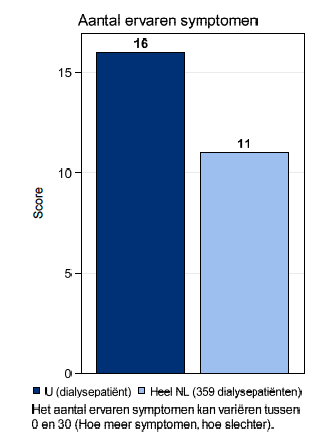 Aantal ervaren symptomen
16
15
11
10
Score
5
0
U (dialysepatiënt) Heel NL (359 dialysepatiënten)
Het aantal ervaren symptomen kan variëren tussen
0 en 30 (Hoe meer symptomen, hoe slechter).